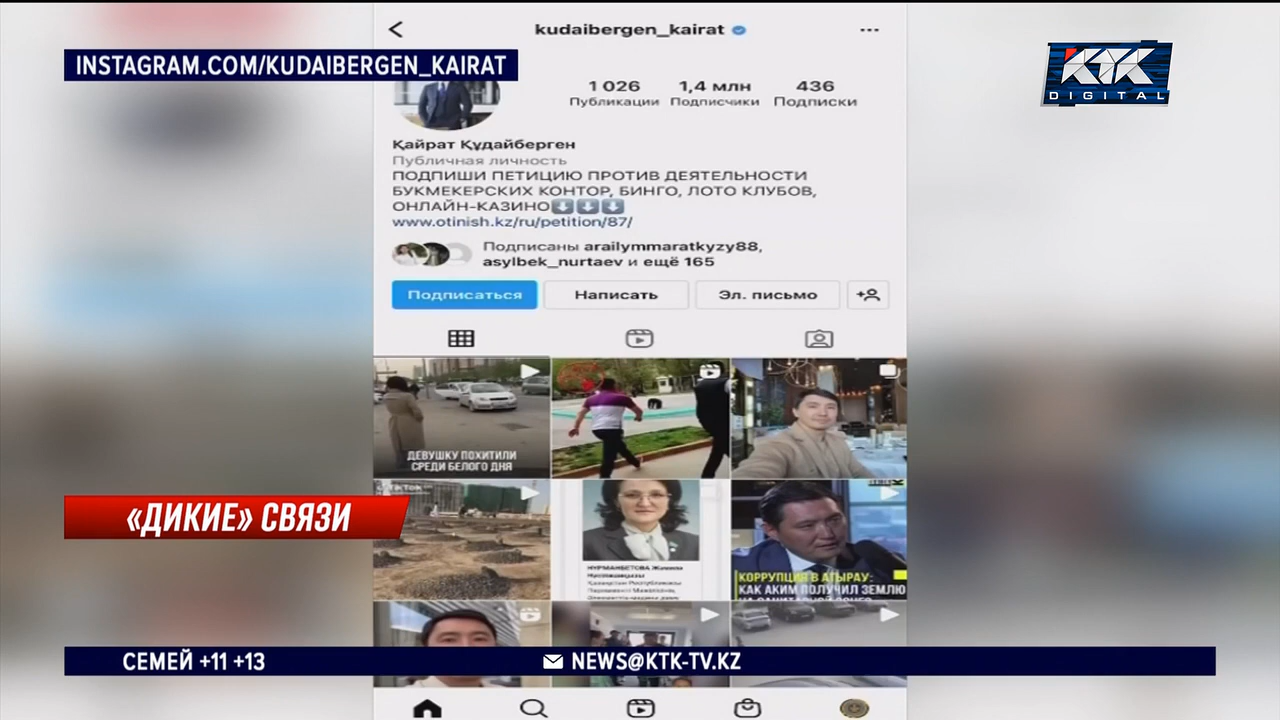 kudaibergen_kairat
INSTAGRAM.COM/KUDAIBERGEN_KAIRAT
KTK
DIGITAL
1 026
1,4 млн
436
Публикации
Подписчики
Подписки
Қайрат Құдайберген
Публичная личность
ПОДПИШИ ПЕТИЦИЮ ПРОТИВ ДЕЯТЕЛЬНОСТИ
БУКМЕКЕРСКИХ КОНТОР, БИНГО, ЛОТО КЛУБОВ,
ОНЛАЙН-КАЗИНО⬇️⬇️⬇️
www.otinish.kz/ru/petition/87/
Подписаны arailymmaratkyzy88,
asylbek_nurtaev и ещё 165
Подписаться
Написать
Эл. письмо
ДЕВУШКУ ПОХИТИЛИ
СРЕДИ БЕЛОГО ДНЯ
TikTok
НУРМАНБЕТОВА
Қазақстан Республикасы
КОРРУПЦИЯ В АТЫРАУ:
КАК АКИМ ПОЛУЧИЛ ЗЕМЛЮ
«ДИКИЕ» СВЯЗИ
СЕМЕЙ +11 +13
NEWS@KTK-TV.KZ